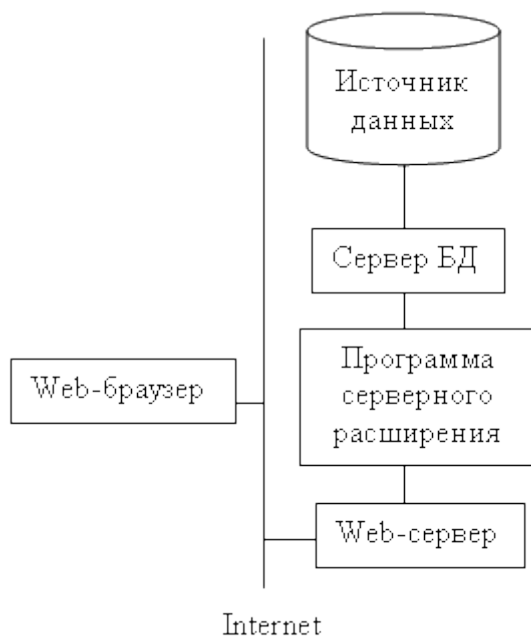 Источник
данных
Сервер БД
Программа
серверного
расширения
Web-браузер
Web-сервер
Internet